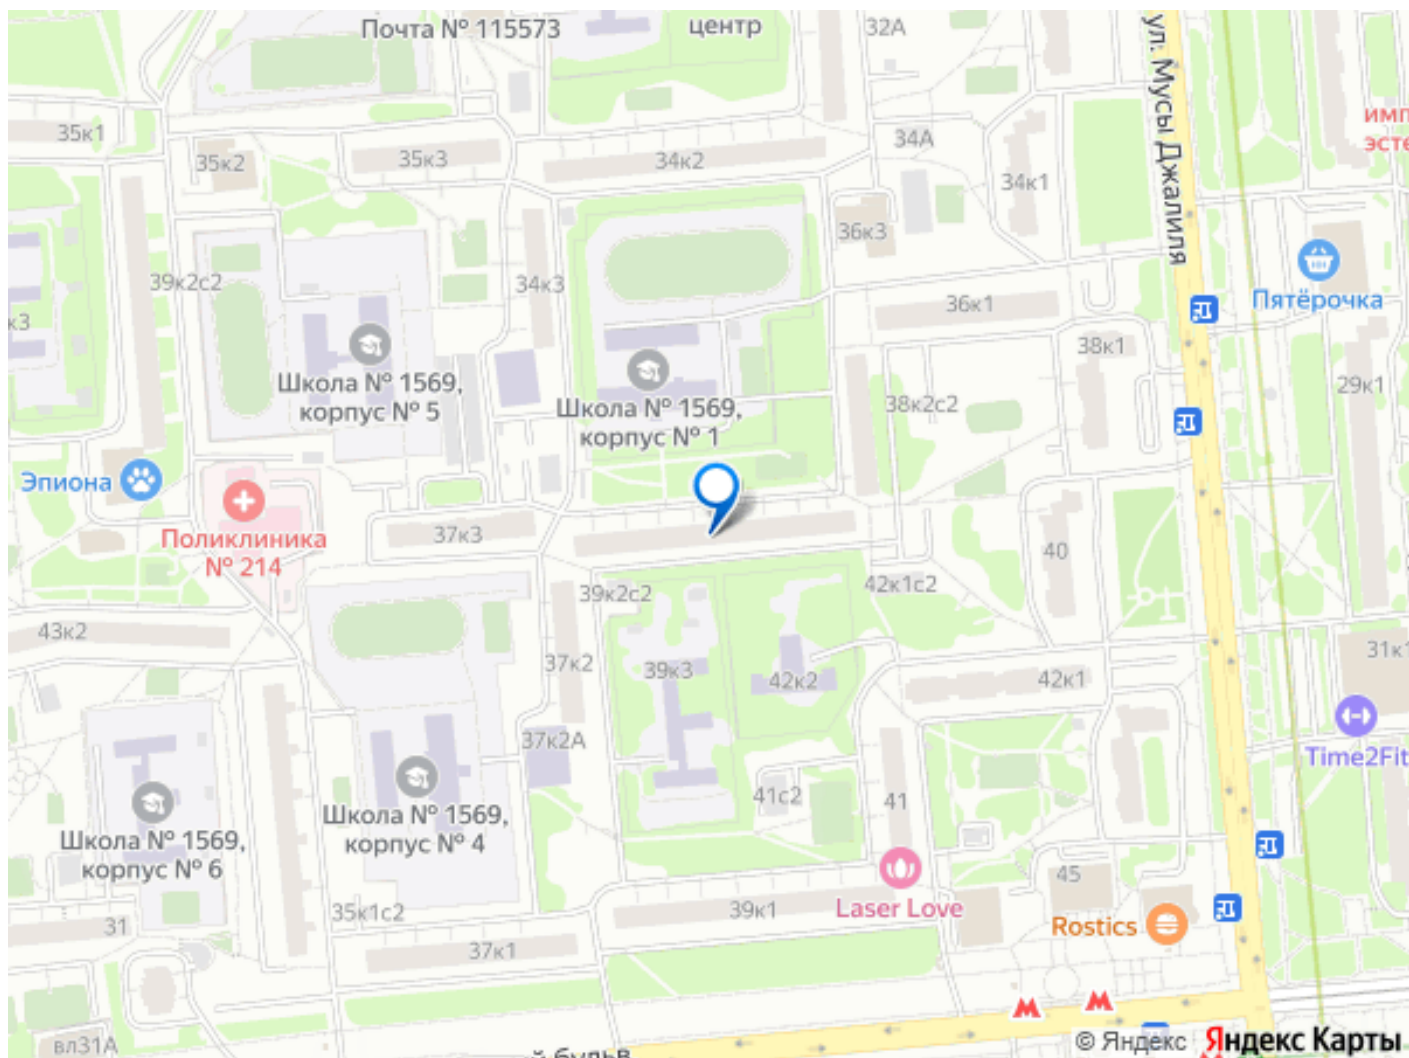 Почта № 115573
центр
32А
ул. Мусы Джалиля
35к1
35к2
35к3
34к2
34А
34к1
36к3
39к2с2
34к3
36к1
Пятёрочка
к3
38к1
Школа № 1569,
корпус № 5
Школа № 1569,
корпус № 1
38к2с2
29к1
Эпиона
Поликлиника
№ 214
37к3
40
39к2с2
42к1с2
43к2
37к2
39к3
42к2
42к1
31к1
37к2А
Time2Fit
41с2
41
Школа № 1569,
корпус № 4
Школа № 1569,
корпус № 6
45
Laser Love
Rostics
31
35к1с2
39к1
37к1
вл31А
© Яндекс Яндекс Карты